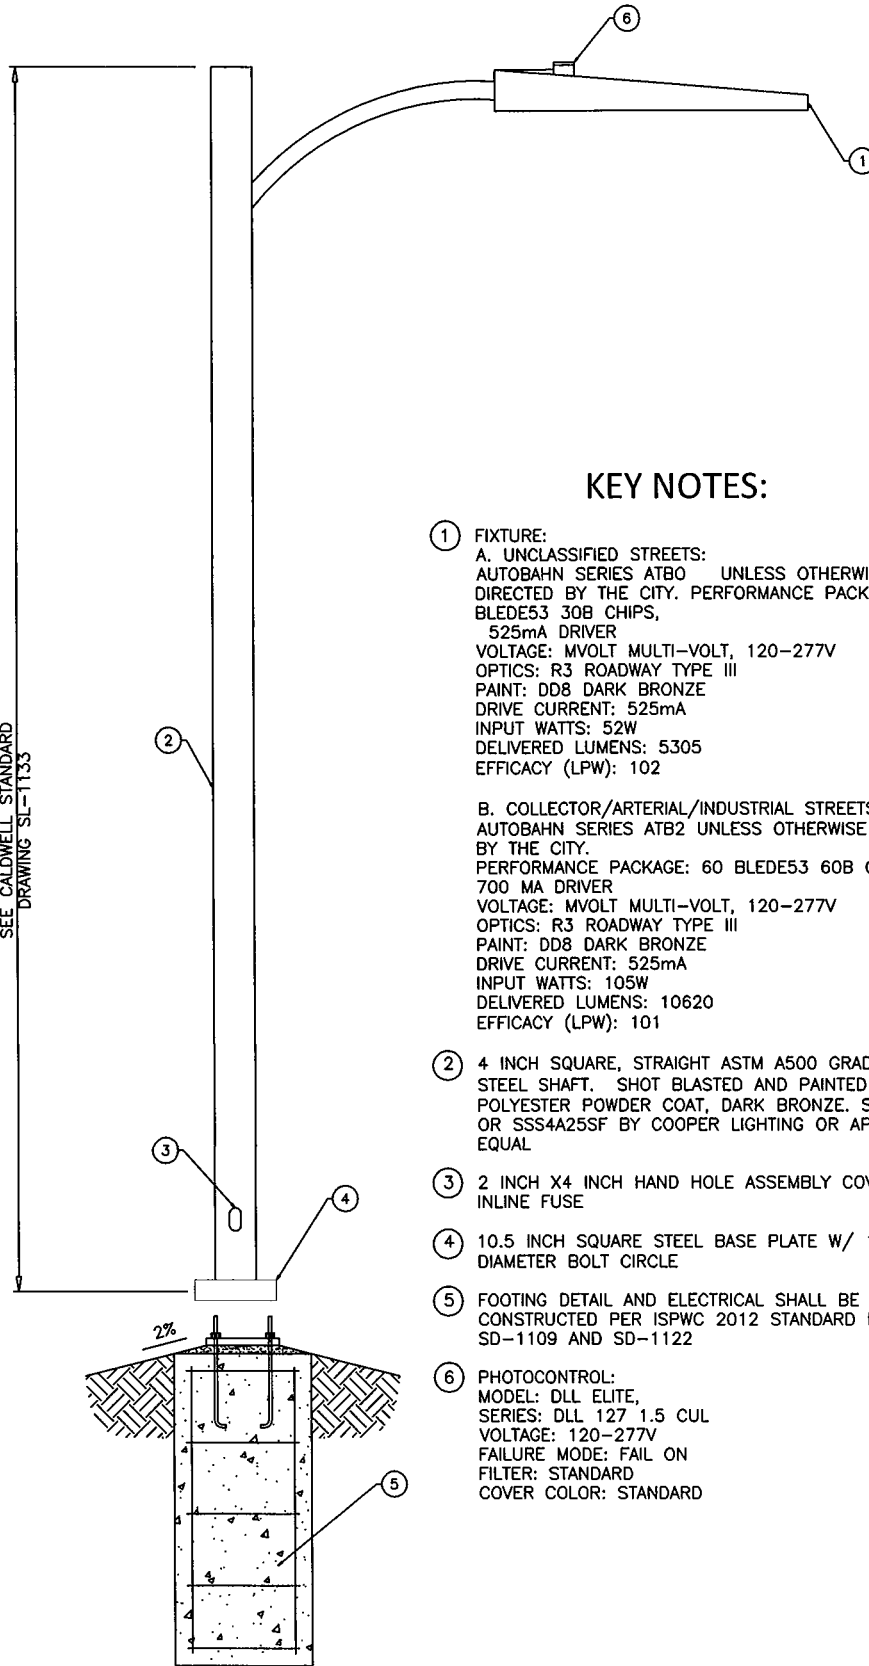 6
1
SEE CALDWELL STANDARD
DRAWING SL-1133
2
3
4
2%
5
KEY NOTES:
1 FIXTURE:
A. UNCLASSIFIED STREETS:
AUTOBAHN SERIES ATBO UNLESS OTHERWI
DIRECTED BY THE CITY. PERFORMANCE PACK
BLEDE53 30B CHIPS,
525mA DRIVER
VOLTAGE: MVOLT MULTI-VOLT, 120-277V
OPTICS: R3 ROADWAY TYPE III
PAINT: DD8 DARK BRONZE
DRIVE CURRENT: 525mA
INPUT WATTS: 52W
DELIVERED LUMENS: 5305
EFFICACY (LPW): 102
B. COLLECTOR/ARTERIAL/INDUSTRIAL STREETS
AUTOBAHN SERIES ATB2 UNLESS OTHERWISE
BY THE CITY.
PERFORMANCE PACKAGE: 60 BLEDE53 60B
700 MA DRIVER
VOLTAGE: MVOLT MULTI-VOLT, 120-277V
OPTICS: R3 ROADWAY TYPE III
PAINT: DD8 DARK BRONZE
DRIVE CURRENT: 525mA
INPUT WATTS: 105W
DELIVERED LUMENS: 10620
EFFICACY (LPW): 101
2 4 INCH SQUARE, STRAIGHT ASTM A500 GRAD
STEEL SHAFT. SHOT BLASTED AND PAINTED
POLYESTER POWDER COAT, DARK BRONZE. S
OR SSS4A25SF BY COOPER LIGHTING OR AP
EQUAL
3 2 INCH X4 INCH HAND HOLE ASSEMBLY COV
INLINE FUSE
4 10.5 INCH SQUARE STEEL BASE PLATE W/
DIAMETER BOLT CIRCLE
5 FOOTING DETAIL AND ELECTRICAL SHALL BE
CONSTRUCTED PER ISPWC 2012 STANDARD
SD-1109 AND SD-1122
6 PHOTOCONTROL:
MODEL: DLL ELITE,
SERIES: DLL 127 1.5 CUL
VOLTAGE: 120-277V
FAILURE MODE: FAIL ON
FILTER: STANDARD
COVER COLOR: STANDARD